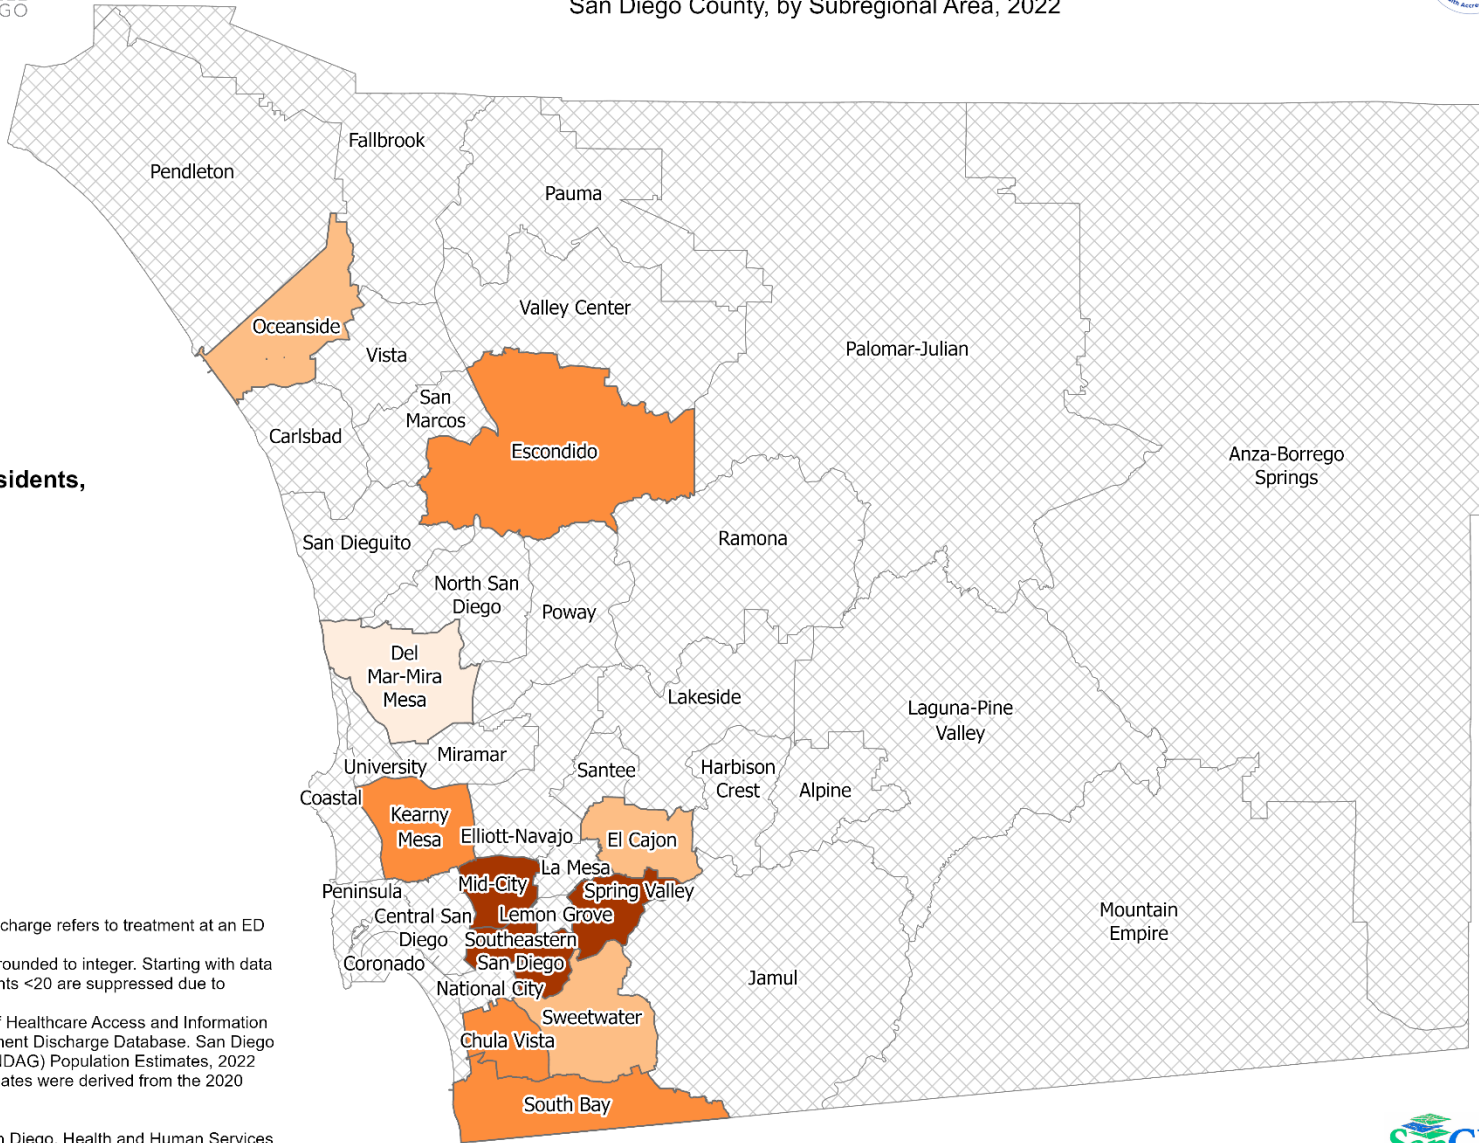 GO
San Diego County, by Subregional Area, 2022
Fallbrook
Pendleton
Pauma
Valley Center
Oceanside
Vista
Palomar-Julian
San
Marcos
Carlsbad
Escondido
Anza-Borrego
Springs
sidents,
Ramona
San Dieguito
North San
Diego
Poway
Del
Mar-Mira
Mesa
Lakeside
Laguna-Pine
Valley
Miramar
University
Santee
Harbison
Crest
Alpine
Coastal
Kearny
Mesa
Elliott-Navajo
El Cajon
La Mesa
Mid-City
Spring Valley
Peninsula
Central San
Diego
Lemon Grove
Mountain
Empire
Southeastern
San Diego
Coronado
National City
Jamul
Sweetwater
Chula Vista
South Bay
charge refers to treatment at an ED
rounded to integer. Starting with data
nts <20 are suppressed due to
f Healthcare Access and Information
nent Discharge Database. San Diego
NDAG) Population Estimates, 2022
ates were derived from the 2020
n Diego, Health and Human Services